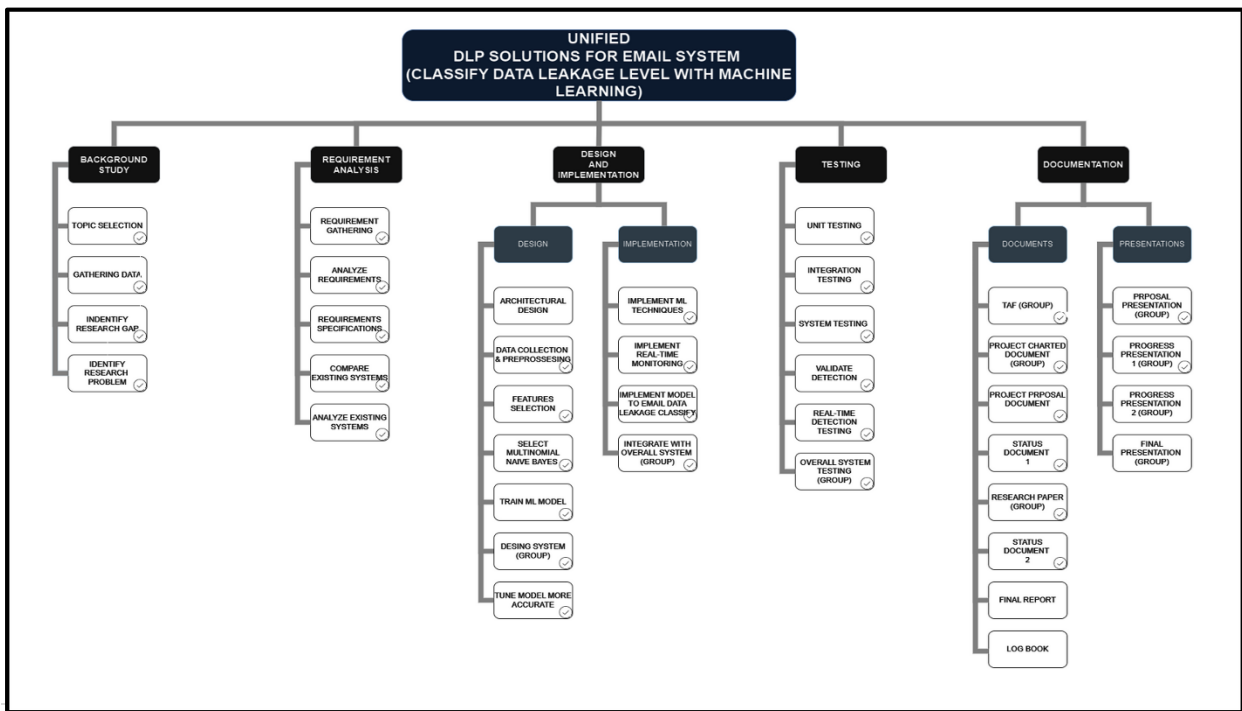 UNIFIED
DLP SOLUTIONS FOR EMAIL SYSTEM
(CLASSIFY DATA LEAKAGE LEVEL WITH MACHINE
LEARNING)
BACKGROUND
STUDY
TOPIC SELECTION
GATHERING DATA
INDENTIFY
RESEARCH GAP
IDENTIFY
RESEARCH
PROBLEM
REQUIREMENT
ANALYSIS
REQUIREMENT
GATHERING
ANALYZE
REQUIREMENTS
REQUIREMENTS
SPECIFICATIONS
COMPARE
EXISTING SYSTEMS
ANALYZE EXISTING
SYSTEMS
DESIGN
AND
IMPLEMENTATION
DESIGN
ARCHITECTURAL
DESIGN
DATA COLLECTION
& PREPROSSESING
FEATURES
SELECTION
SELECT
MULTINOMIAL
NAIVE BAYES
TRAIN ML MODEL
DESING SYSTEM
(GROUP)
TUNE MODEL MORE
ACCURATE
IMPLEMENTATION
IMPLEMENT ML
TECHNIQUES
IMPLEMENT
REAL-TIME
MONITORING
IMPLEMENT MODEL
TO EMAIL DATA
LEAKAGE CLASSIFY
INTEGRATE WITH
OVERALL SYSTEM
(GROUP)
TESTING
UNIT TESTING
INTEGRATION
TESTING
SYSTEM TESTING
VALIDATE
DETECTION
REAL-TIME
DETECTION
TESTING
OVERALL SYSTEM
TESTING
(GROUP)
DOCUMENTATION
DOCUMENTS
TAF (GROUP)
PROJECT CHARTED
DOCUMENT
(GROUP)
PROJECT PRPOSAL
DOCUMENT
STATUS
DOCUMENT
1
RESEARCH PAPER
(GROUP)
STATUS
DOCUMENT
2
FINAL REPORT
LOG BOOK
PRESENTATIONS
PRPOSAL
PRESENTATION
(GROUP)
PROGRESS
PRESENTATION
1 (GROUP)
PROGRESS
PRESENTATION
2 (GROUP)
FINAL
PRESENTATION
(GROUP)